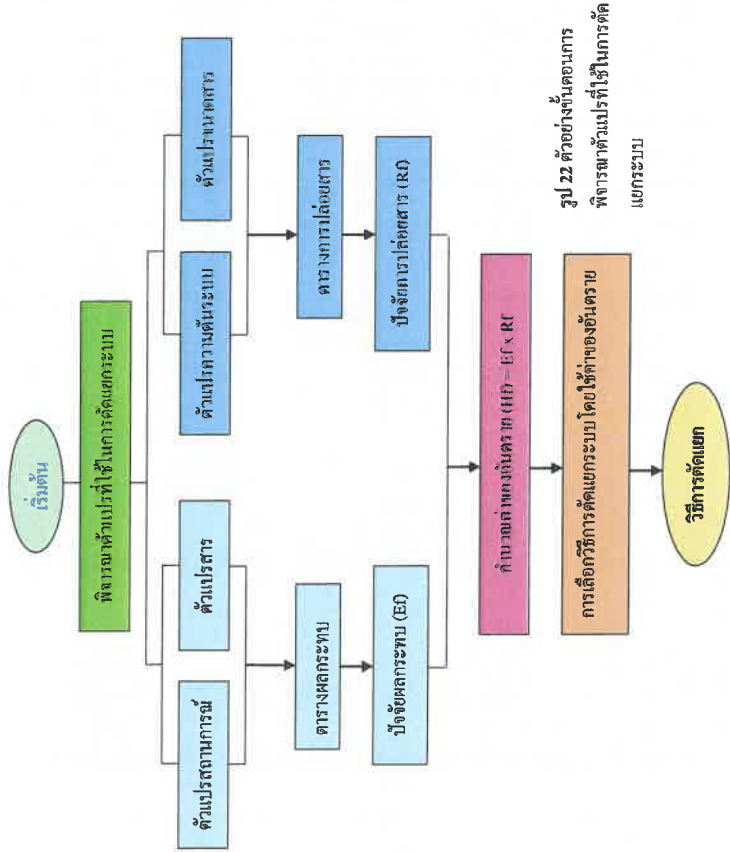 เริ่มต้น
พิจารณาตัวแปรที่ใช้ในการตัดแยกระบบ
ตัวแปรสถานการณ์
ตัวแปรสาร
ตัวแปรความดันระบบ
ตัวแปรขนาดสาร
ตารางผลกระทบ
ตารางการปล่อยสาร
ปัจจัยผลกระทบ (Ef)
ปัจจัยการปล่อยสาร (Rf)
คำนวณค่าของอันตราย (Hf) = Ef x Rf
การเลือกวิธีการตัดแยกระบบโดยใช้ค่าของอันตราย
วิธีการตัดแยก
รูป 22 ตัวอย่างขั้นตอนการ
พิจารณาตัวแปรที่ใช้ในการตัด
แยกระบบ